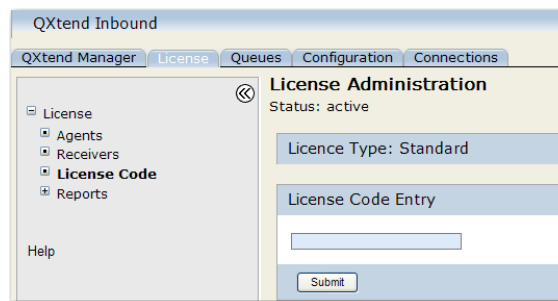 QXtend Inbound
QXtend Manager License Queues Configuration Connections
License
Agents
Receivers
License Code
Reports
Help
License Administration
Status: active
Licence Type: Standard
License Code Entry
Submit